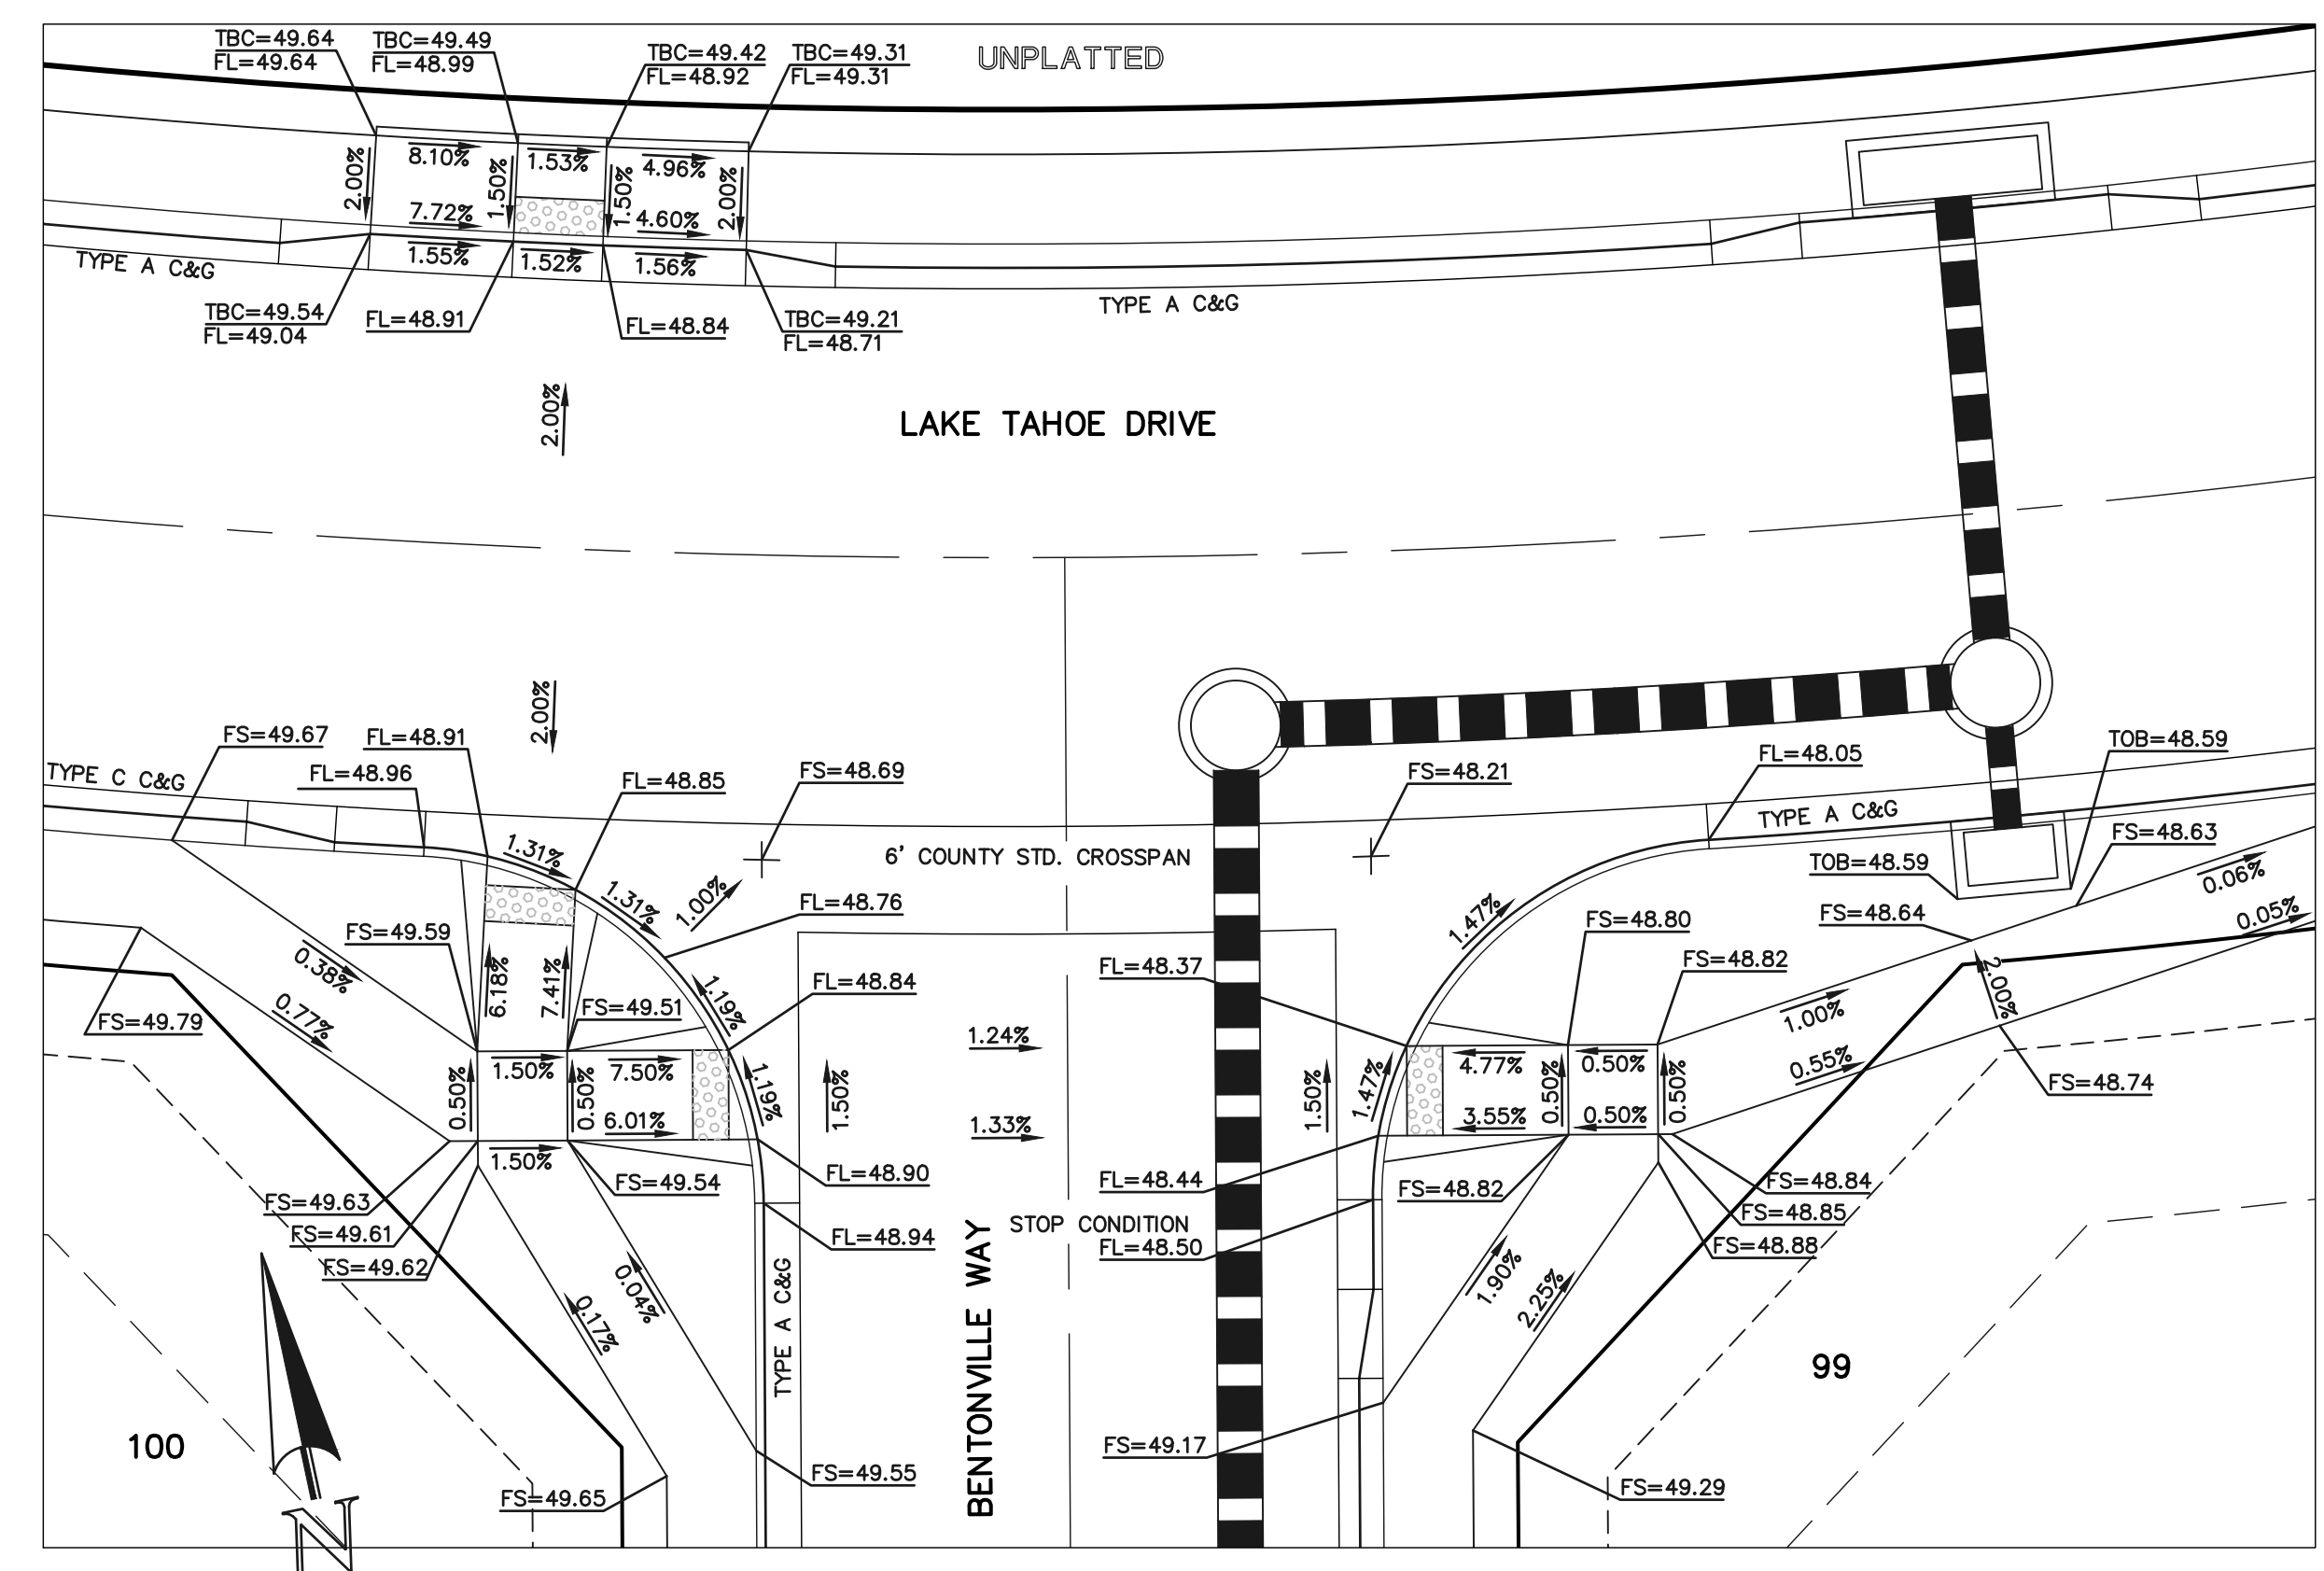 TBC=49.64
FL=49.64
TBC=49.49
FL=48.99
TBC=49.42
FL=48.92
TBC=49.31
FL=49.31
UNPLATTED
2.00%
8.10%
1.50%
1.53%
1.50%
4.96%
2.00%
7.72%
4.60%
1.55%
1.52%
1.56%
TYPE A C&G
TYPE A C&G
TBC=49.54
FL=49.04
FL=48.91
FL=48.84
TBC=49.21
FL=48.71
2.00%
LAKE TAHOE DRIVE
2.00%
FS=49.67
FL=48.91
TYPE C C&G
FL=48.96
FL=48.85
FS=48.69
FS=48.21
FL=48.05
TOB=48.59
TYPE A C&G
FS=48.63
1.31%
6' COUNTY STD. CROSSPAN
TOB=48.59
0.06%
1.31%
1.00%
FL=48.76
1.47%
FS=48.80
FS=48.64
0.05%
FS=49.59
0.38%
6.18%
7.41%
FL=48.84
FL=48.37
FS=48.82
2.00%
0.77%
FS=49.51
1.19%
1.24%
1.00%
FS=49.79
1.50%
7.50%
4.77%
0.50%
0.55%
FS=48.74
0.50%
0.50%
1.19%
1.50%
1.50%
1.47%
0.50%
0.50%
6.01%
1.33%
3.55%
0.50%
1.50%
FS=49.54
FL=48.90
FL=48.44
FS=48.82
FS=48.84
FS=49.63
FS=48.85
FS=49.61
FL=48.94
STOP CONDITION
FL=48.50
FS=48.88
FS=49.62
0.04%
0.17%
TYPE A C&G
BENTONVILLE WAY
1.90%
2.25%
99
100
FS=49.17
FS=49.55
FS=49.65
FS=49.29
N